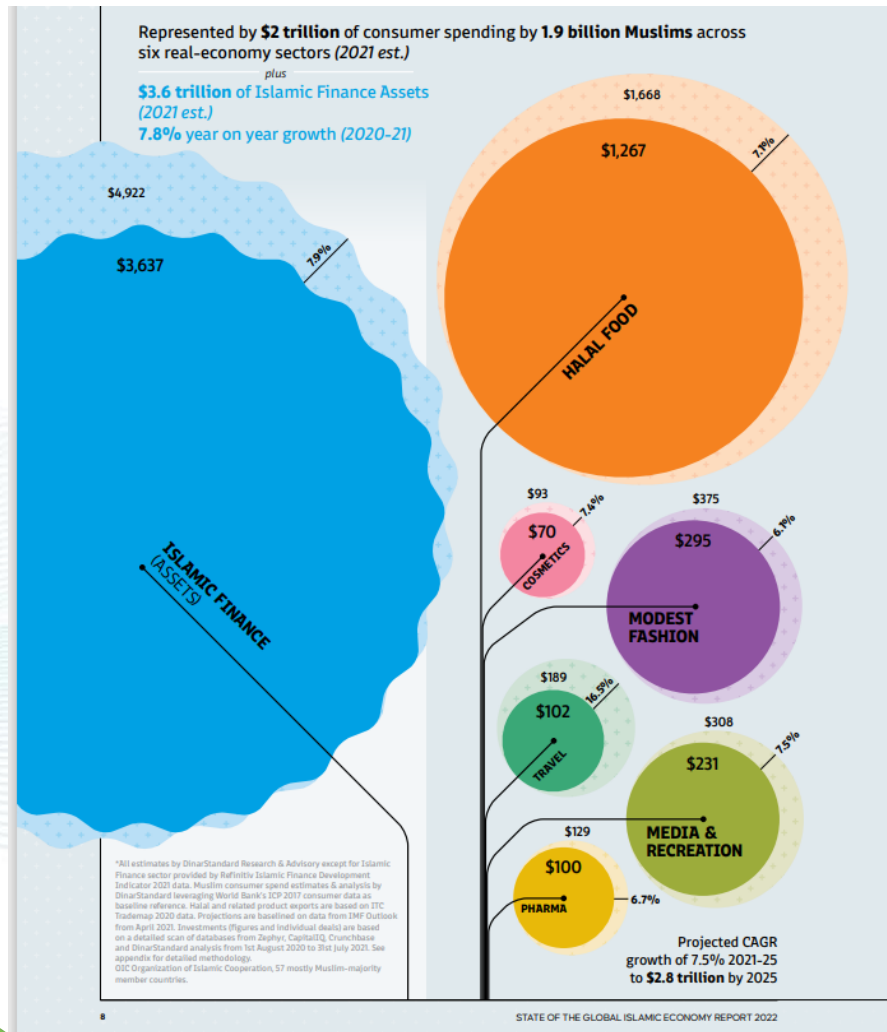 Represented by $2 trillion of consumer spending by 1.9 billion Muslims across
six real-economy sectors (2021 est.)
plus
$3.6 trillion of Islamic Finance Assets
(2021 est.)
7.8% year on year growth (2020-21)
$4,922
$3,637
7.9%
ISLAMIC FINANCE
(ASSETS)
$1,668
$1,267
7.1%
HALAL FOOD
$93
$70
7.4%
COSMETICS
$375
$295
6.1%
MODEST
FASHION
$189
$102
16.5%
TRAVEL
$308
$231
7.5%
MEDIA &
RECREATION
$129
$100
6.7%
PHARMA
*All estimates by DinarStandard Research & Advisory except for Islamic
Finance sector provided by Refinitiv Islamic Finance Development
Indicator 2021 data. Muslim consumer spend estimates & analysis by
DinarStandard leveraging World Bank's ICP 2017 consumer data as
baseline reference. Halal and related product exports are based on ITC
Trademap 2020 data. Projections are baselined on data from IMF Outlook
from April 2021. Investments (figures and individual deals) are based
on a detailed scan of databases from Zephyr, CapitalIQ, Crunchbase
and DinarStandard analysis from 1st August 2020 to 31st July 2021. See
appendix for detailed methodology.
OIC Organization of Islamic Cooperation, 57 mostly Muslim-majority
member countries.
Projected CAGR
growth of 7.5% 2021-25
to $2.8 trillion by 2025
8
STATE OF THE GLOBAL ISLAMIC ECONOMY REPORT 2022